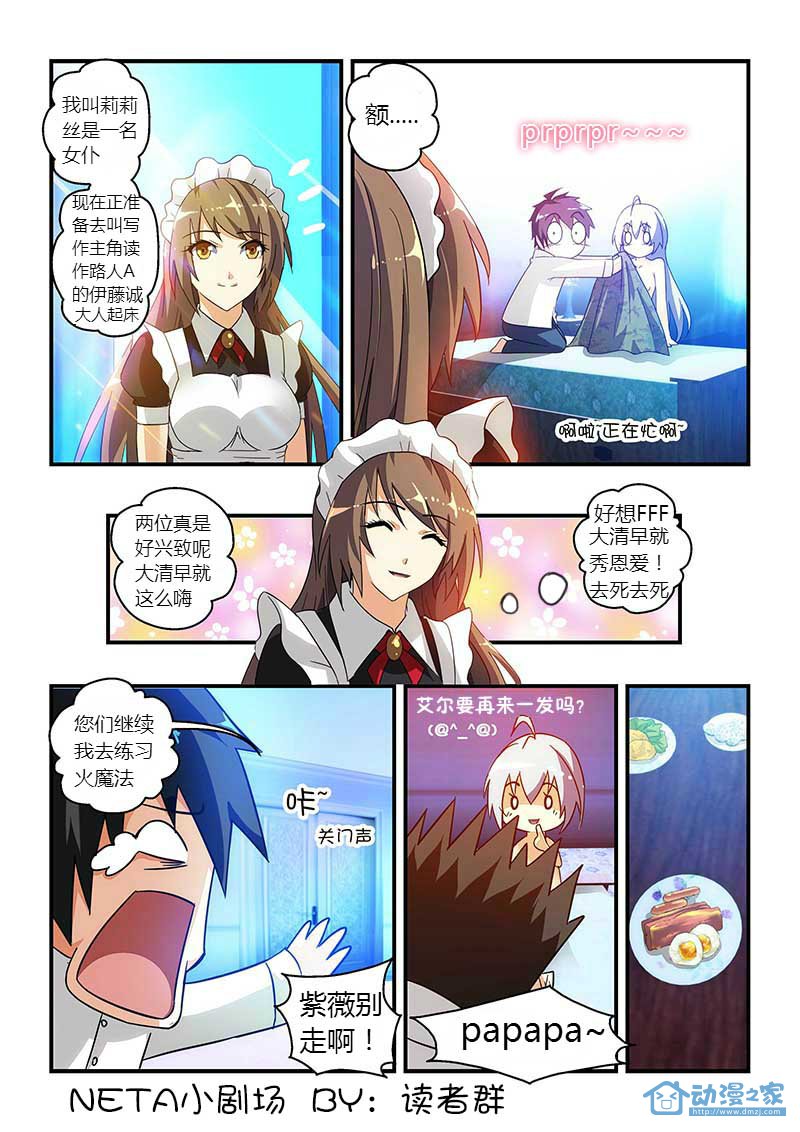 我叫莉莉
丝是一名
女仆
现在正准
备去叫写
作主角读
作路人A
的伊藤诚
大人起床
额.....
prprpr~~~
啊啦~正在忙啊~
两位真是
好兴致呢
大清早就
这么嗨
好想FFF
大清早就
秀恩爱！
去死去死
您们继续
我去练习
火魔法
咔~
关门声
紫薇别
走啊！
艾尔要再来一发吗?
(@^_^@)
papapa~
NETA小剧场 BY: 读者群
动漫之家
http://www.dmzj.com